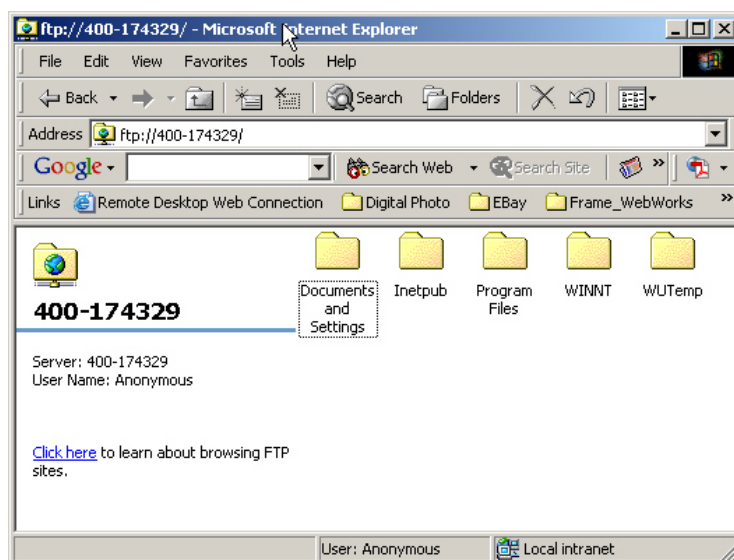 ftp://400-174329/ - Microsoft Internet Explorer
File Edit View Favorites Tools Help
Back Search Folders
Address ftp://400-174329/
Google Search Web Search Site »
Links Remote Desktop Web Connection Digital Photo EBay Frame_WebWorks »
400-174329
Server: 400-174329
User Name: Anonymous
Click here to learn about browsing FTP
sites.
Documents
and
Settings
Inetpub
Program
Files
WINNT
WUTemp
User: Anonymous Local intranet